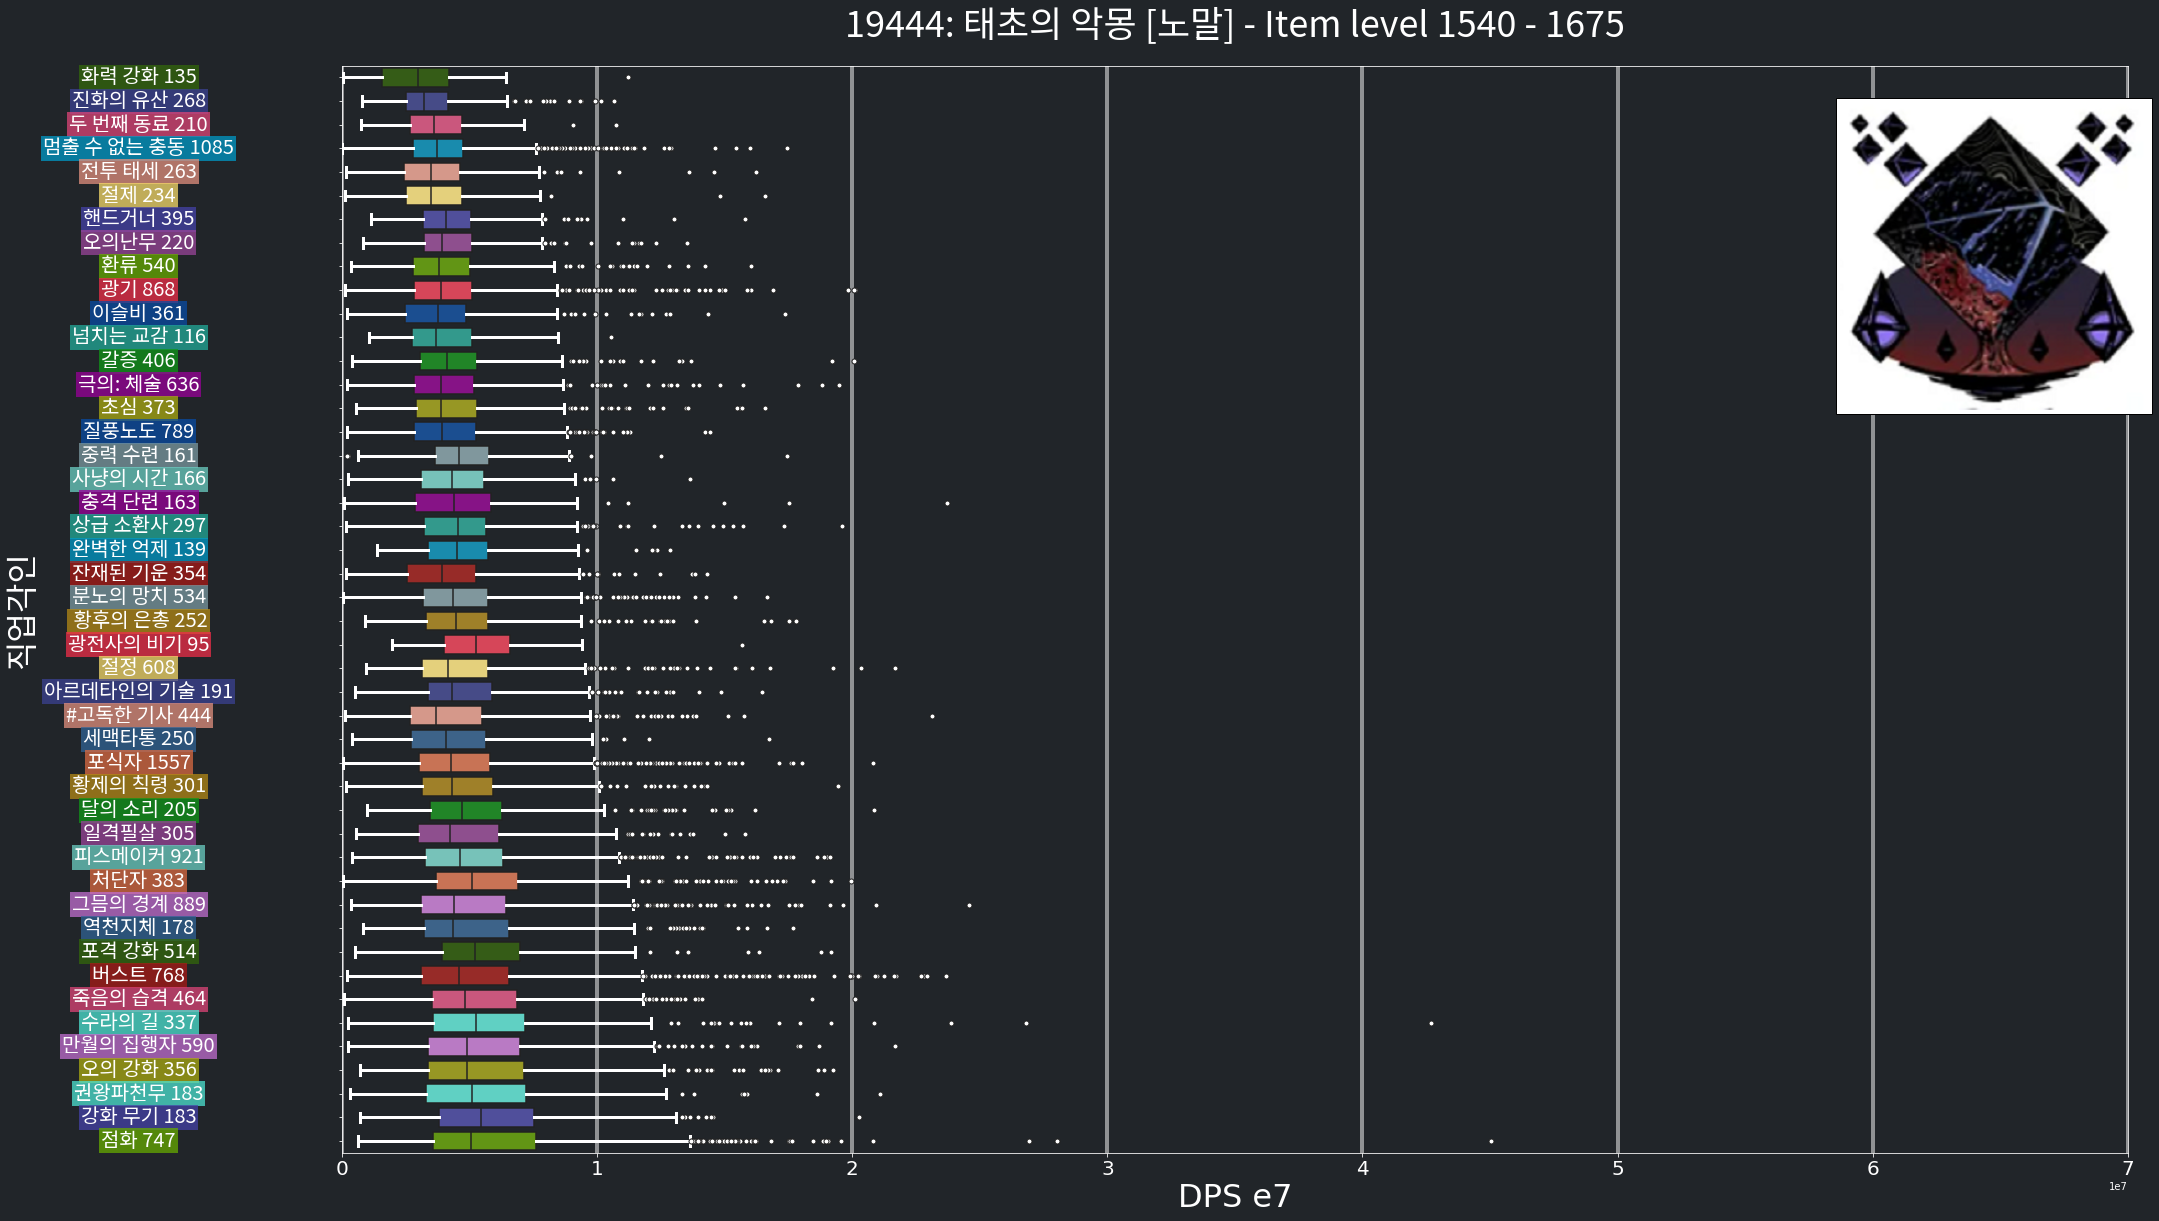 19444: 태초의 악몽 [노말] - Item level 1540 - 1675
화력 강화 135
진화의 유산 268
두 번째 동료 210
멈출 수 없는 충동 1085
전투 태세 263
절제 234
핸드거너 395
오의난무 220
환류 540
광기 868
이슬비 361
넘치는 교감 116
갈증 406
극의: 체술 636
초심 373
질풍노도 789
중력 수련 161
사냥의 시간 166
충격 단련 163
상급 소환사 297
완벽한 억제 139
잔재된 기운 354
분노의 망치 534
황후의 은총 252
광전사의 비기 95
절정 608
아르데타인의 기술 191
#고독한 기사 444
세맥타통 250
포식자 1557
황제의 칙령 301
달의 소리 205
일격필살 305
피스메이커 921
처단자 383
그믐의 경계 889
역천지체 178
포격 강화 514
버스트 768
죽음의 습격 464
수라의 길 337
만월의 집행자 590
오의 강화 356
권왕파천무 183
강화 무기 183
점화 747
직업각인
0 1 2 3 4 5 6 7
1e7
DPS e7